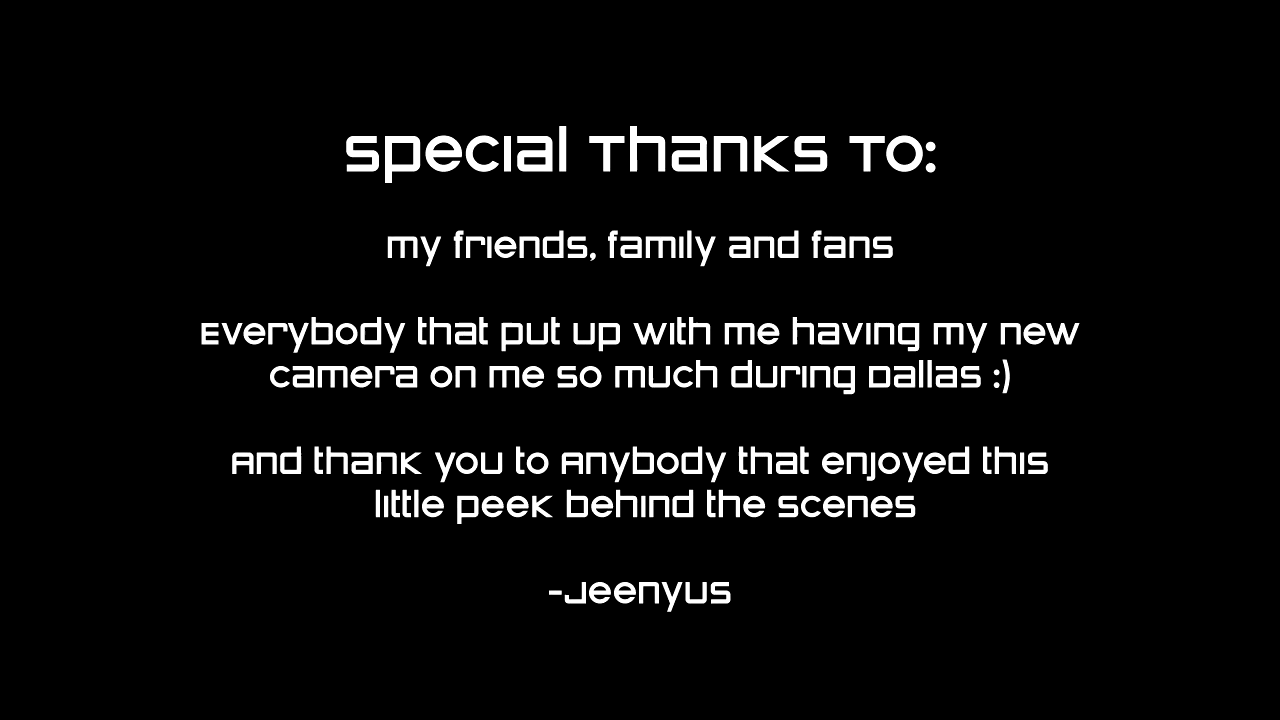 Special Thanks To:
my friends, family and fans
Everybody that put up with me having my new
camera on me so much during Dallas :)
And thank you to Anybody that enjoyed this
little peek behind the scenes
-Jeenyus